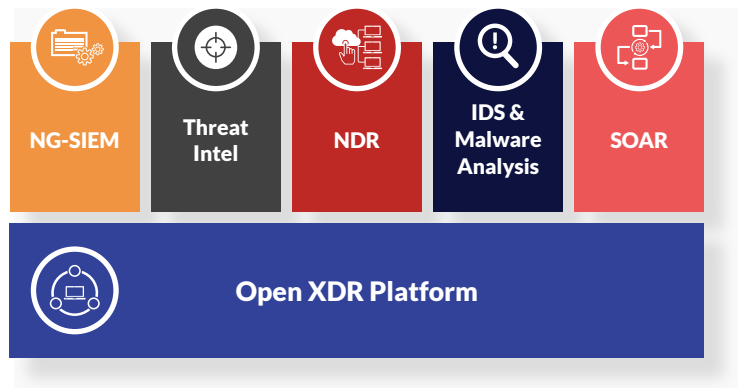 NG-SIEM
Threat
Intel
NDR
IDS &
Malware
Analysis
SOAR
Open XDR Platform